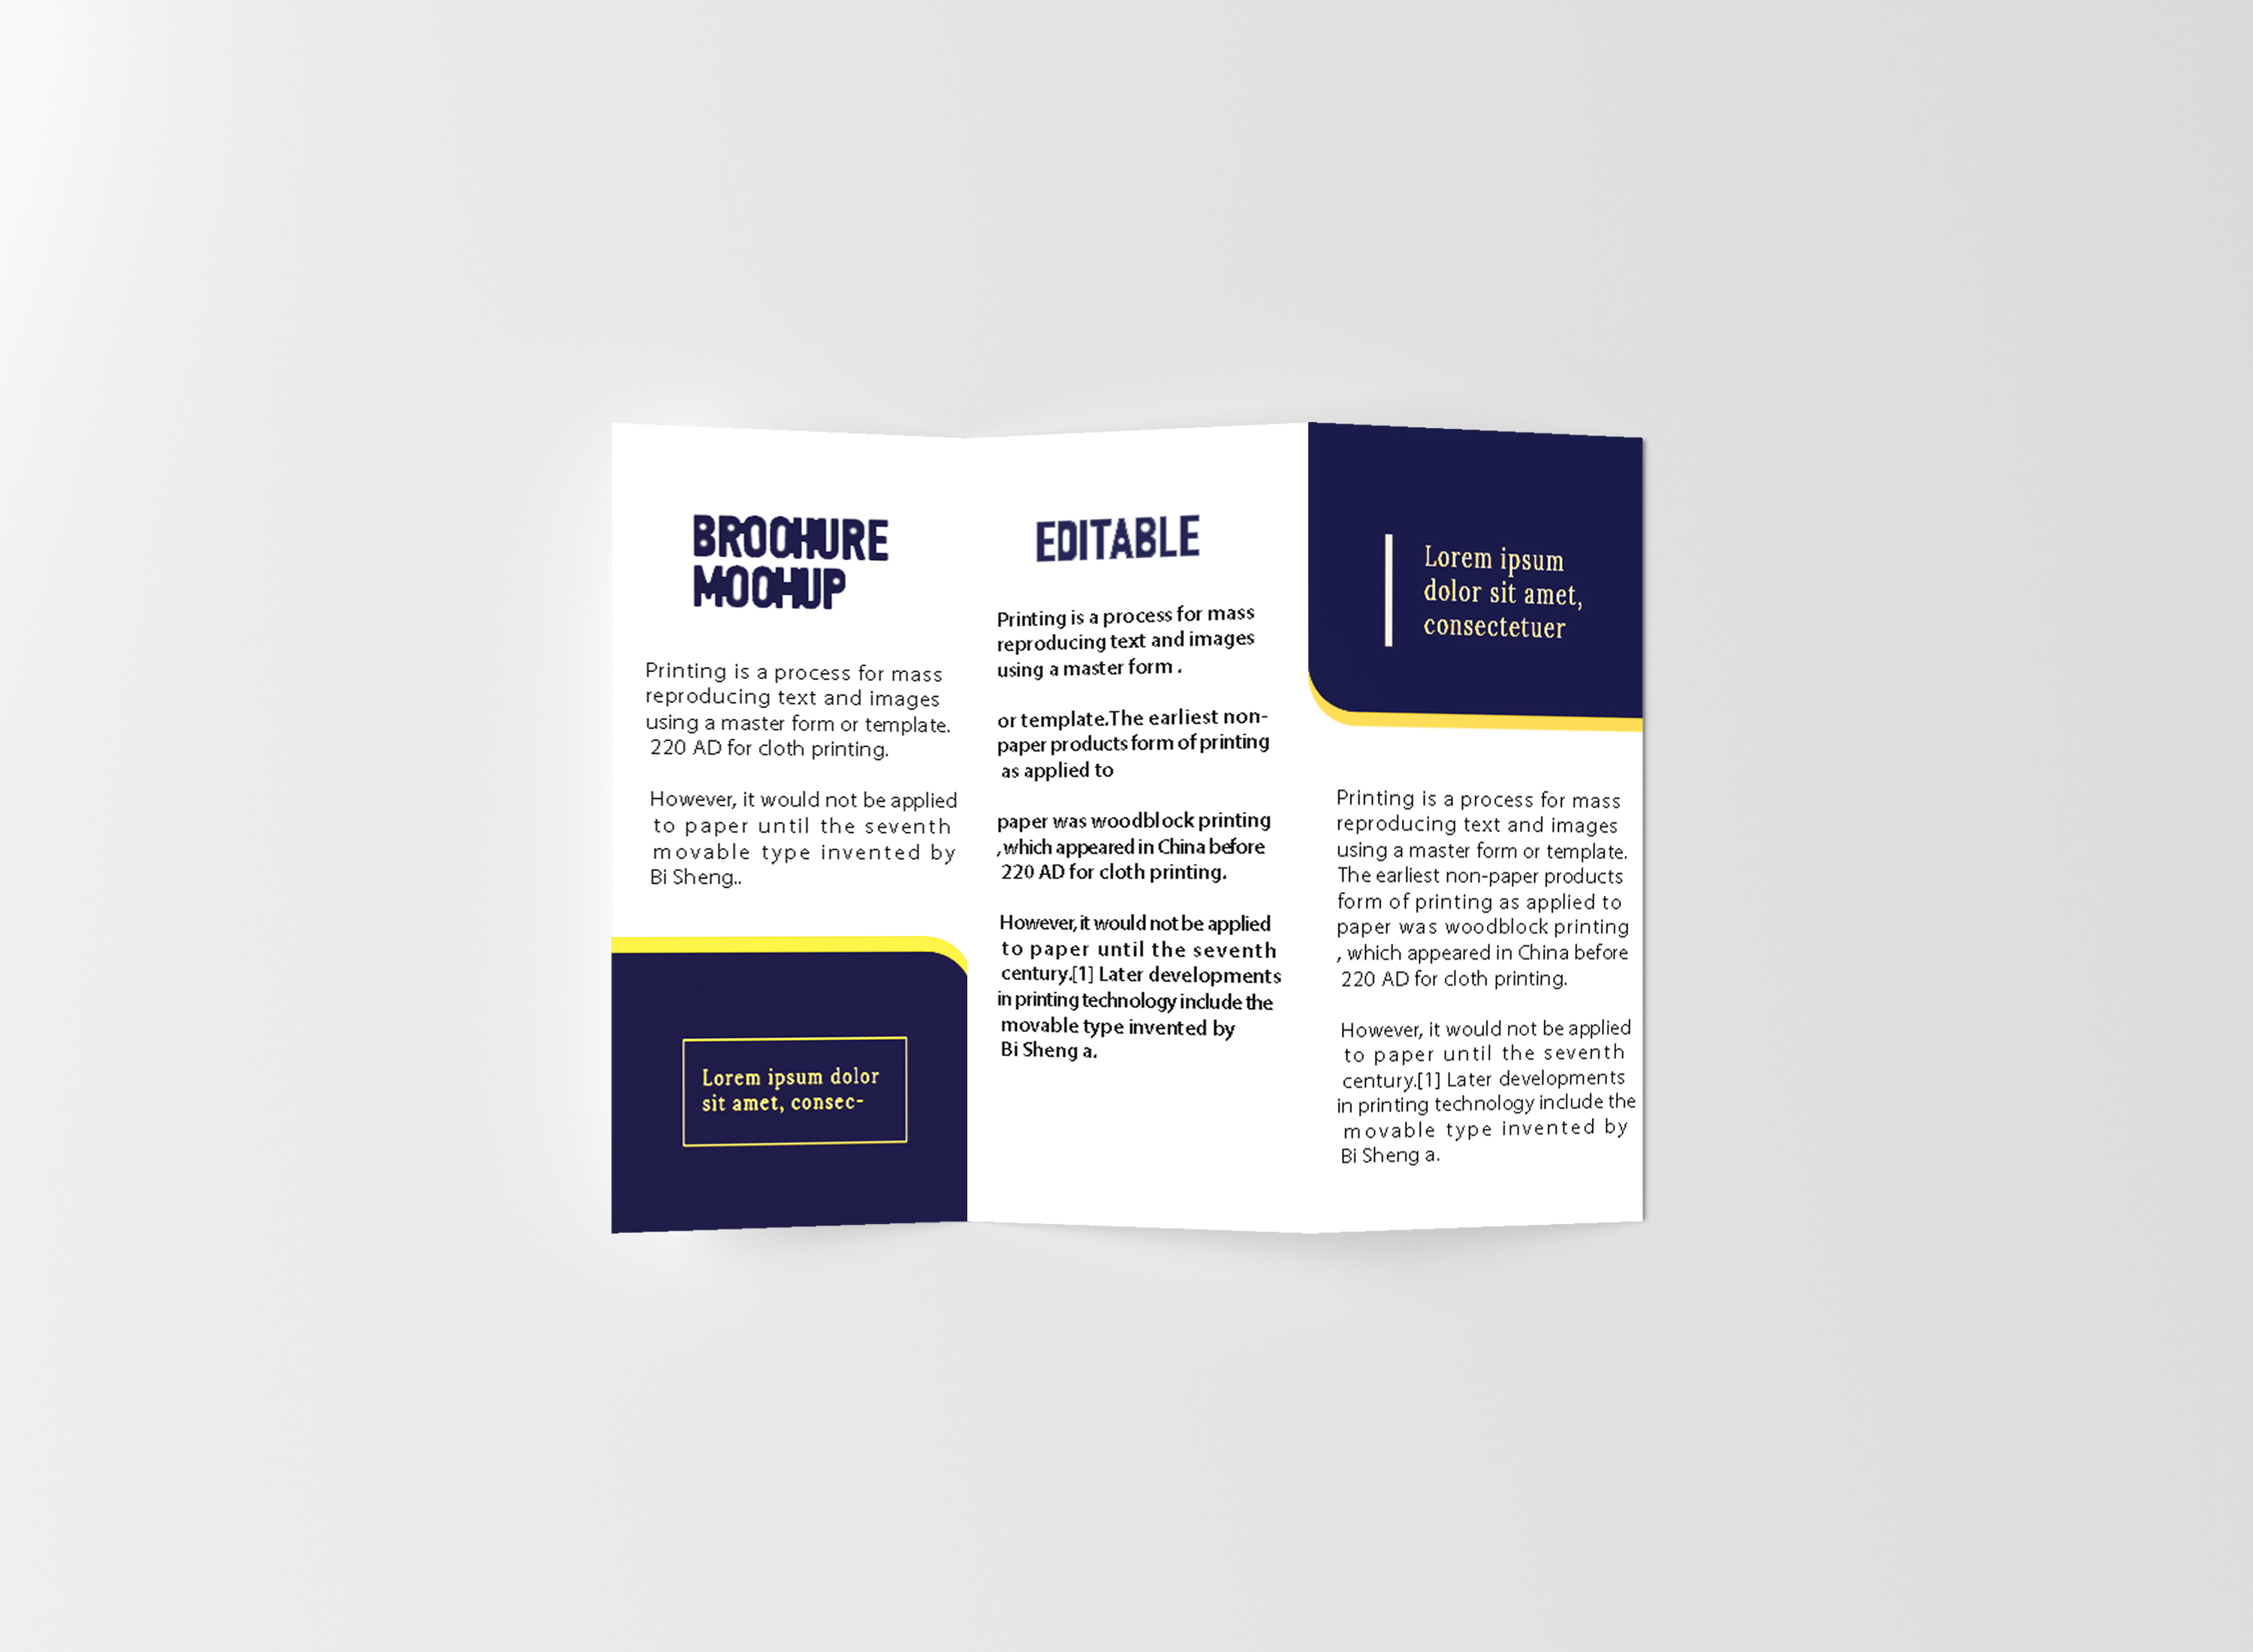 BROOHURE
MOOHUP
Printing is a process for mass
reproducing text and images
using a master form or template.
220 AD for cloth printing.
However, it would not be applied
to paper until the seventh
movable type invented by
Bi Sheng..
Lorem ipsum dolor
sit amet, consec-
EDITABLE
Printing is a process for mass
reproducing text and images
using a master form .
or template.The earliest non-
paper products form of printing
as applied to
paper was woodblock printing
,which appeared in China before
220 AD for cloth printing.
However, it would not be applied
to paper until the seventh
century.[1] Later developments
in printing technology include the
movable type invented by
Bi Sheng a.
Lorem ipsum
dolor sit amet,
consectetuer
Printing is a process for mass
reproducing text and images
using a master form or template.
The earliest non-paper products
form of printing as applied to
paper was woodblock printing
, which appeared in China before
220 AD for cloth printing.
However, it would not be applied
to paper until the seventh
century.[1] Later developments
in printing technology include the
movable type invented by
Bi Sheng a.